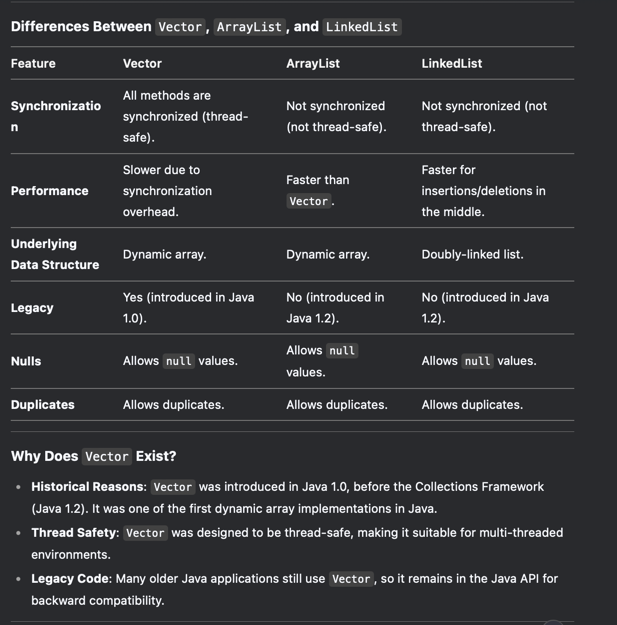 Differences Between Vector, ArrayList, and LinkedList
Feature Vector ArrayList LinkedList
Synchronizatio
n
All methods are
synchronized (thread-
safe).
Not synchronized
(not thread-safe).
Not synchronized (not
thread-safe).
Performance
Slower due to
synchronization
overhead.
Faster than
Vector.
Faster for
insertions/deletions in
the middle.
Underlying
Data Structure
Dynamic array.
Dynamic array.
Doubly-linked list.
Legacy
Yes (introduced in Java
1.0).
No (introduced in
Java 1.2).
No (introduced in Java
1.2).
Nulls
Allows null values.
Allows null
values.
Allows null values.
Duplicates
Allows duplicates.
Allows duplicates.
Allows duplicates.
Why Does Vector Exist?
• Historical Reasons: Vector was introduced in Java 1.0, before the Collections Framework
(Java 1.2). It was one of the first dynamic array implementations in Java.
• Thread Safety: Vector was designed to be thread-safe, making it suitable for multi-threaded
environments.
• Legacy Code: Many older Java applications still use Vector, so it remains in the Java API for
backward compatibility.